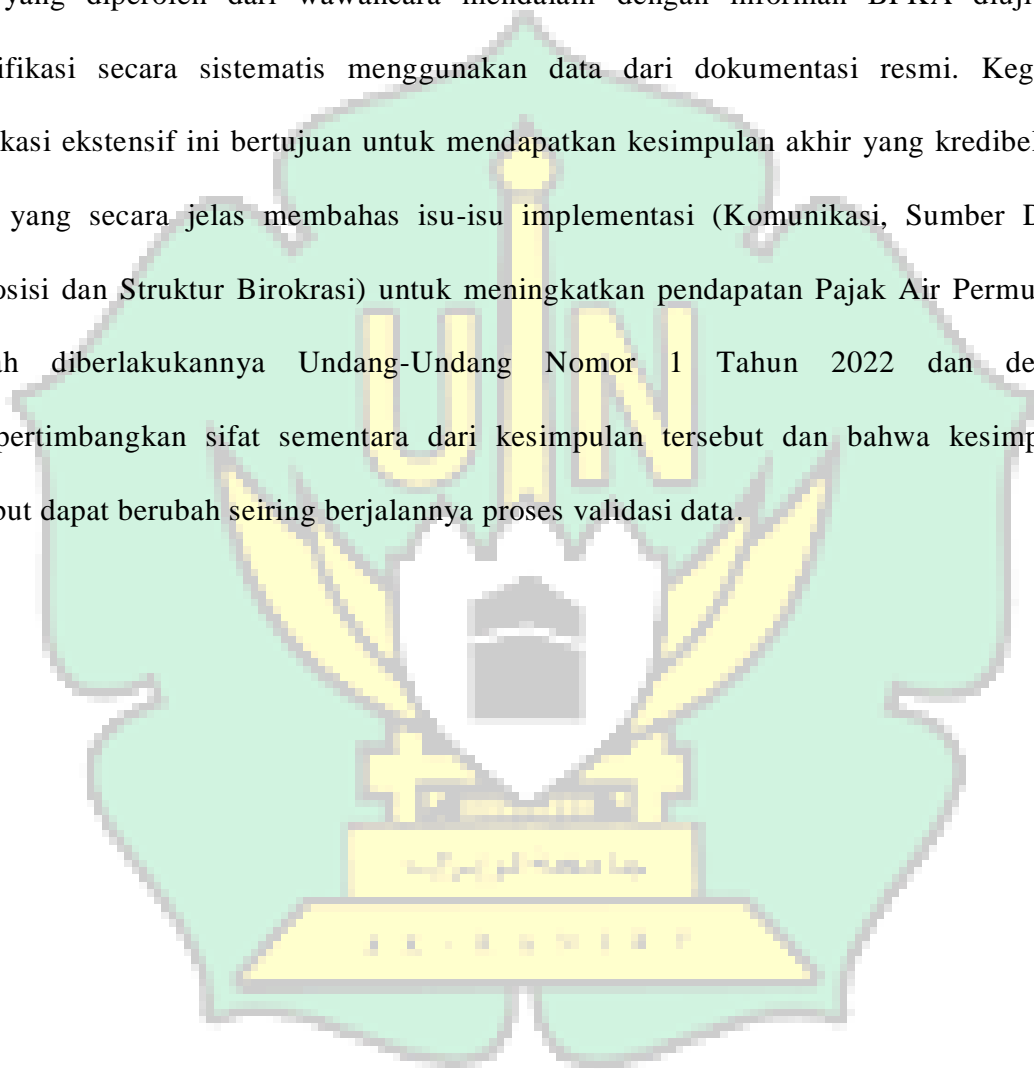 yang diperoleh dari wawancara mendalam dengan informan BPKA diuji
ifikasi secara sistematis menggunakan data dari dokumentasi resmi. Keg
kasi ekstensif ini bertujuan untuk mendapatkan kesimpulan akhir yang kredibel
yang secara jelas membahas isu-isu implementasi (Komunikasi, Sumber D
osisi dan Struktur Birokrasi) untuk meningkatkan pendapatan Pajak Air Permu
ah diberlakukannya Undang-Undang Nomor 1 Tahun 2022 dan de
pertimbangkan sifat sementara dari kesimpulan tersebut dan bahwa kesimp
but dapat berubah seiring berjalannya proses validasi data.
UIN